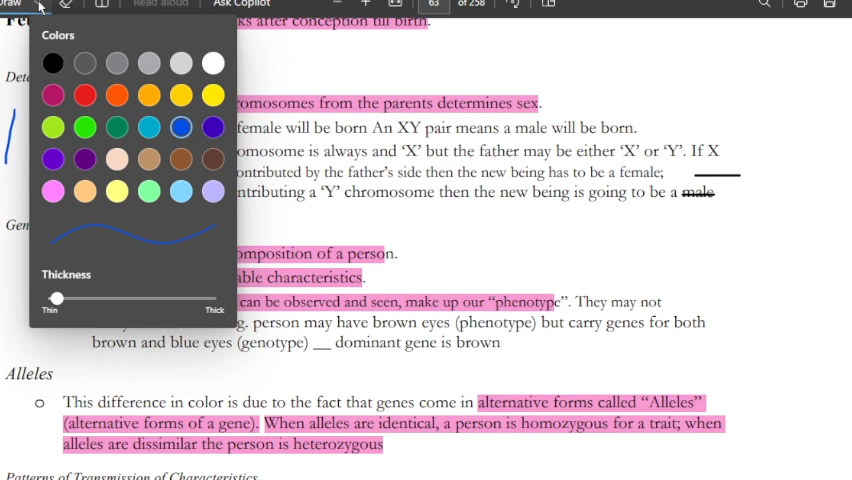 Draw Read aloud Ask Copilot 63 of 258
Colors
ks after conception till birth.
romosomes from the parents determines sex.
female will be born An XY pair means a male will be born.
omosome is always and ‘X’ but the father may be either ‘X’ or ‘Y’. If X
ontributed by the father’s side then the new being has to be a female;
ntributing a ‘Y’ chromosome then the new being is going to be a male
Gen
omposition of a person.
able characteristics.
Thickness
Thin Thick
can be observed and seen, make up our “phenotype”. They may not
g. person may have brown eyes (phenotype) but carry genes for both
brown and blue eyes (genotype) __ dominant gene is brown
Alleles
o This difference in color is due to the fact that genes come in alternative forms called “Alleles”
(alternative forms of a gene). When alleles are identical, a person is homozygous for a trait; when
alleles are dissimilar the person is heterozygous
Patterns of Transmission of Characteristics